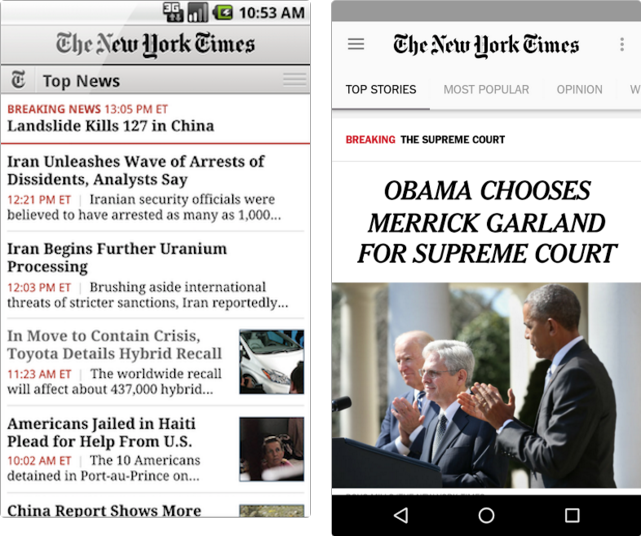 3G
10:53 AM
The New York Times
T Top News
BREAKING NEWS 13:05 PM ET
Landslide Kills 127 in China
Iran Unleashes Wave of Arrests of
Dissidents, Analysts Say
12:21 PM ET | Iranian security officials were
believed to have arrested as many as 1,000...
Iran Begins Further Uranium
Processing
12:03 PM ET | Brushing aside international
threats of stricter sanctions, Iran reportedly...
In Move to Contain Crisis,
Toyota Details Hybrid Recall
11:23 AM ET | The worldwide recall
will affect about 437,000 hybrid...
Americans Jailed in Haiti
Plead for Help From U.S.
10:02 AM ET | The 10 Americans
detained in Port-au-Prince on...
China Report Shows More
The New York Times
TOP STORIES MOST POPULAR OPINION W
BREAKING THE SUPREME COURT
OBAMA CHOOSES
MERRICK GARLAND
FOR SUPREME COURT